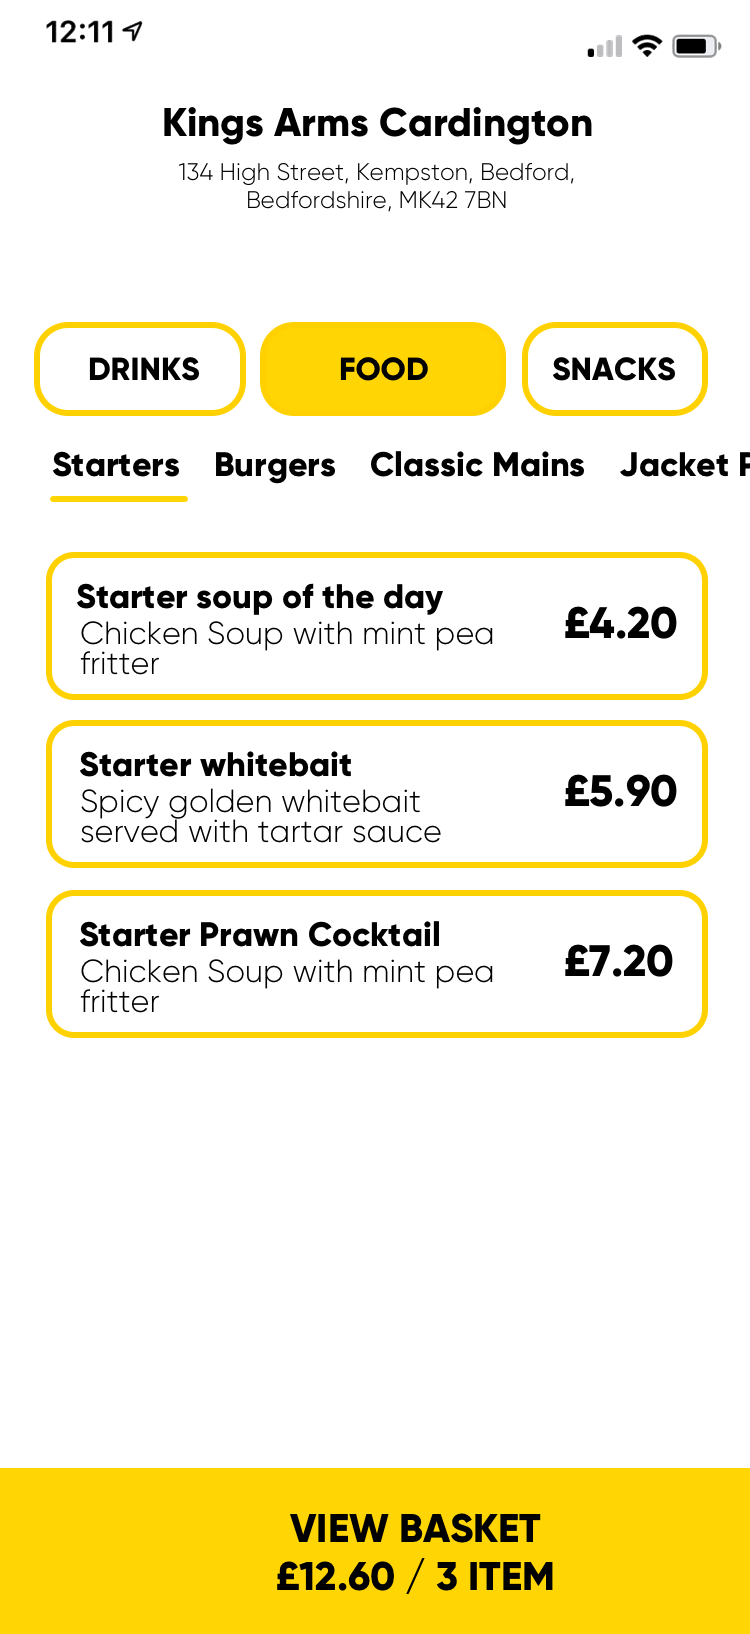 12:11
Kings Arms Cardington
134 High Street, Kempston, Bedford,
Bedfordshire, MK42 7BN
DRINKS FOOD SNACKS
Starters Burgers Classic Mains Jacket P
Starter soup of the day
Chicken Soup with mint pea
fritter
£4.20
Starter whitebait
Spicy golden whitebait
served with tartar sauce
£5.90
Starter Prawn Cocktail
Chicken Soup with mint pea
fritter
£7.20
VIEW BASKET
£12.60 / 3 ITEM